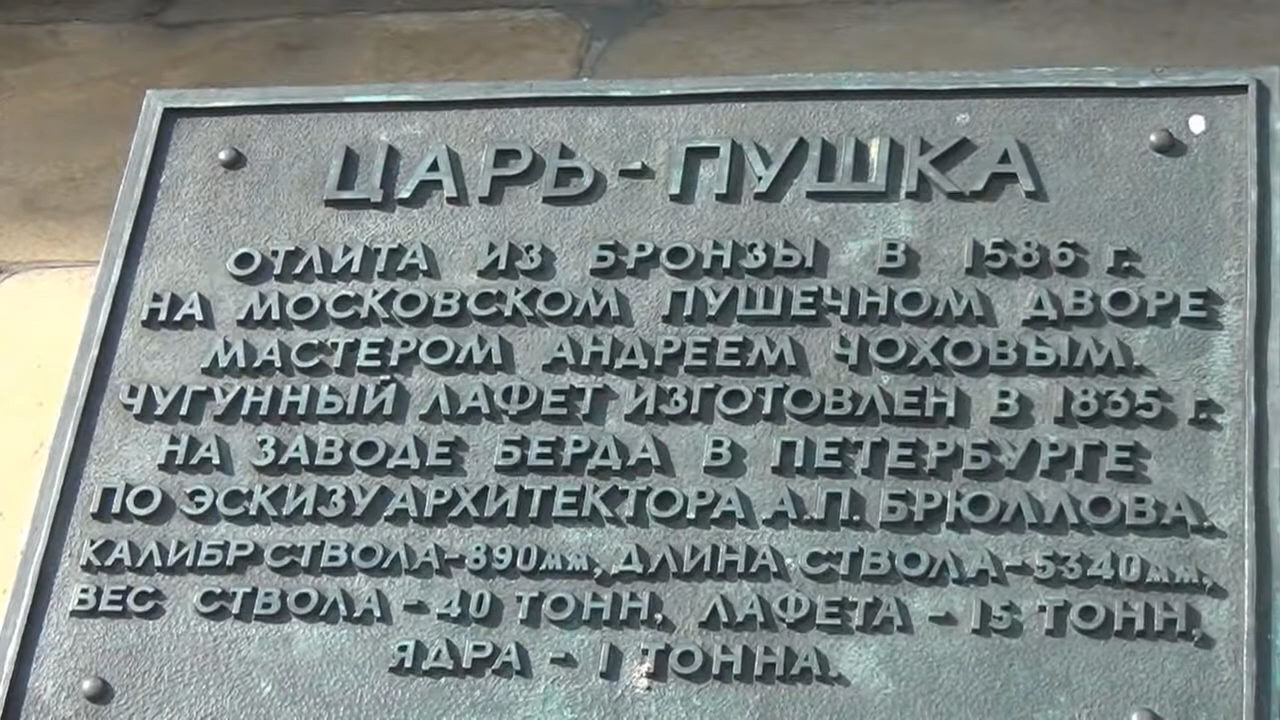 ЦАРЬ-ПУШКА
ОТЛИТА ИЗ БРОНЗЫ В 1586 г.
НА МОСКОВСКОМ ПУШЕЧНОМ ДВОРЕ
МАСТЕРОМ АНДРЕЕМ ЧОХОВЫМ.
ЧУГУННЫЙ ЛАФЕТ ИЗГОТОВЛЕН В 1835 г.
НА ЗАВОДЕ БЕРДА В ПЕТЕРБУРГЕ
ПО ЭСКИЗУ АРХИТЕКТОРА А.П. БРЮЛЛОВА.
КАЛИБР СТВОЛА-890мм, ДЛИНА СТВОЛА-5340мм,
ВЕС СТВОЛА - 40 ТОНН, ЛАФЕТА - 15 ТОНН,
ЯДРА - 1 ТОННА.